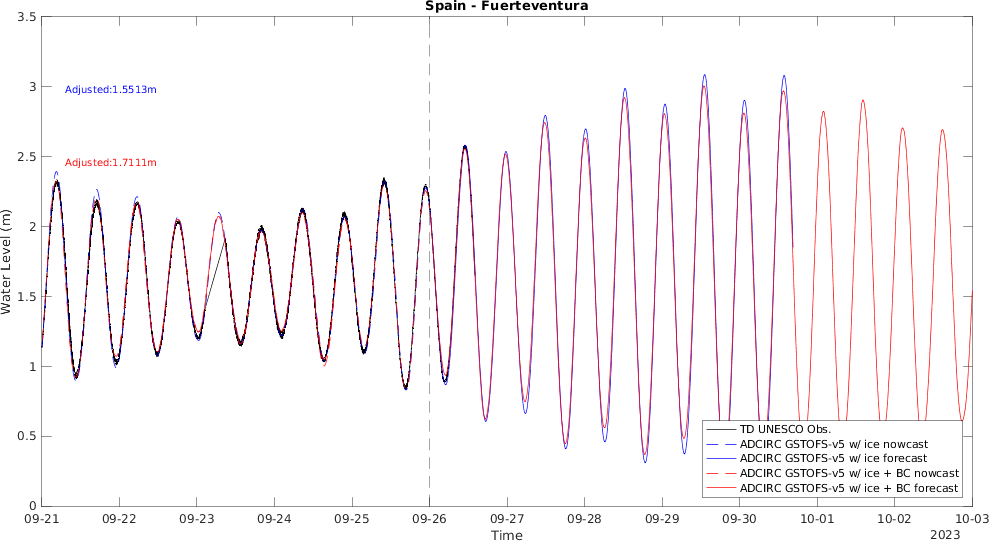 Spain - Fuerteventura
3.5
3
2.5
2
1.5
1
0.5
0
Water Level (m)
Adjusted:1.5513m
Adjusted:1.7111m
TD UNESCO Obs.
ADCIRC GSTOFS-v5 w/ ice nowcast
ADCIRC GSTOFS-v5 w/ ice forecast
ADCIRC GSTOFS-v5 w/ ice + BC nowcast
ADCIRC GSTOFS-v5 w/ ice + BC forecast
09-21 09-22 09-23 09-24 09-25 09-26 09-27 09-28 09-29 09-30 10-01 10-02 10-03
Time
2023